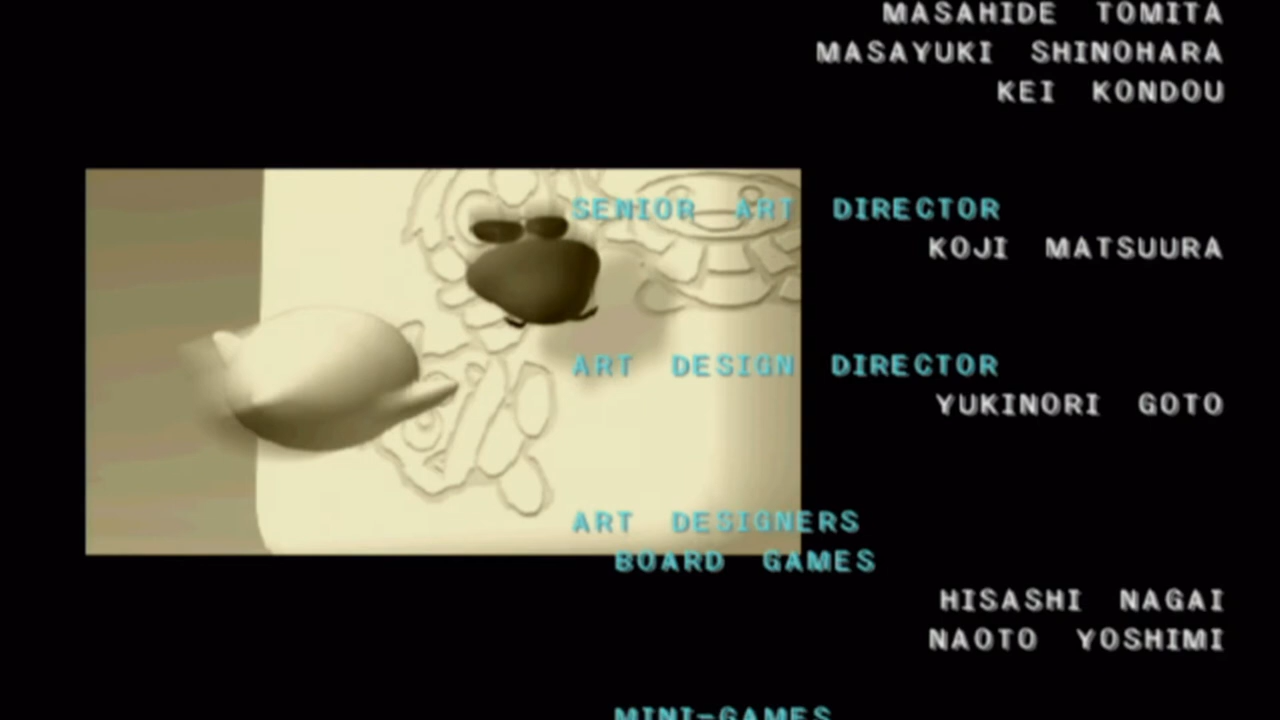 MASAHIDE TOMITA
MASAYUKI SHINOHARA
KEI KONDOU
SENIOR ART DIRECTOR
KOJI MATSUURA
ART DESIGN DIRECTOR
YUKINORI GOTO
ART DESIGNERS
BOARD GAMES
HISASHI NAGAI
NAOTO YOSHIMI
MINI-GAMES